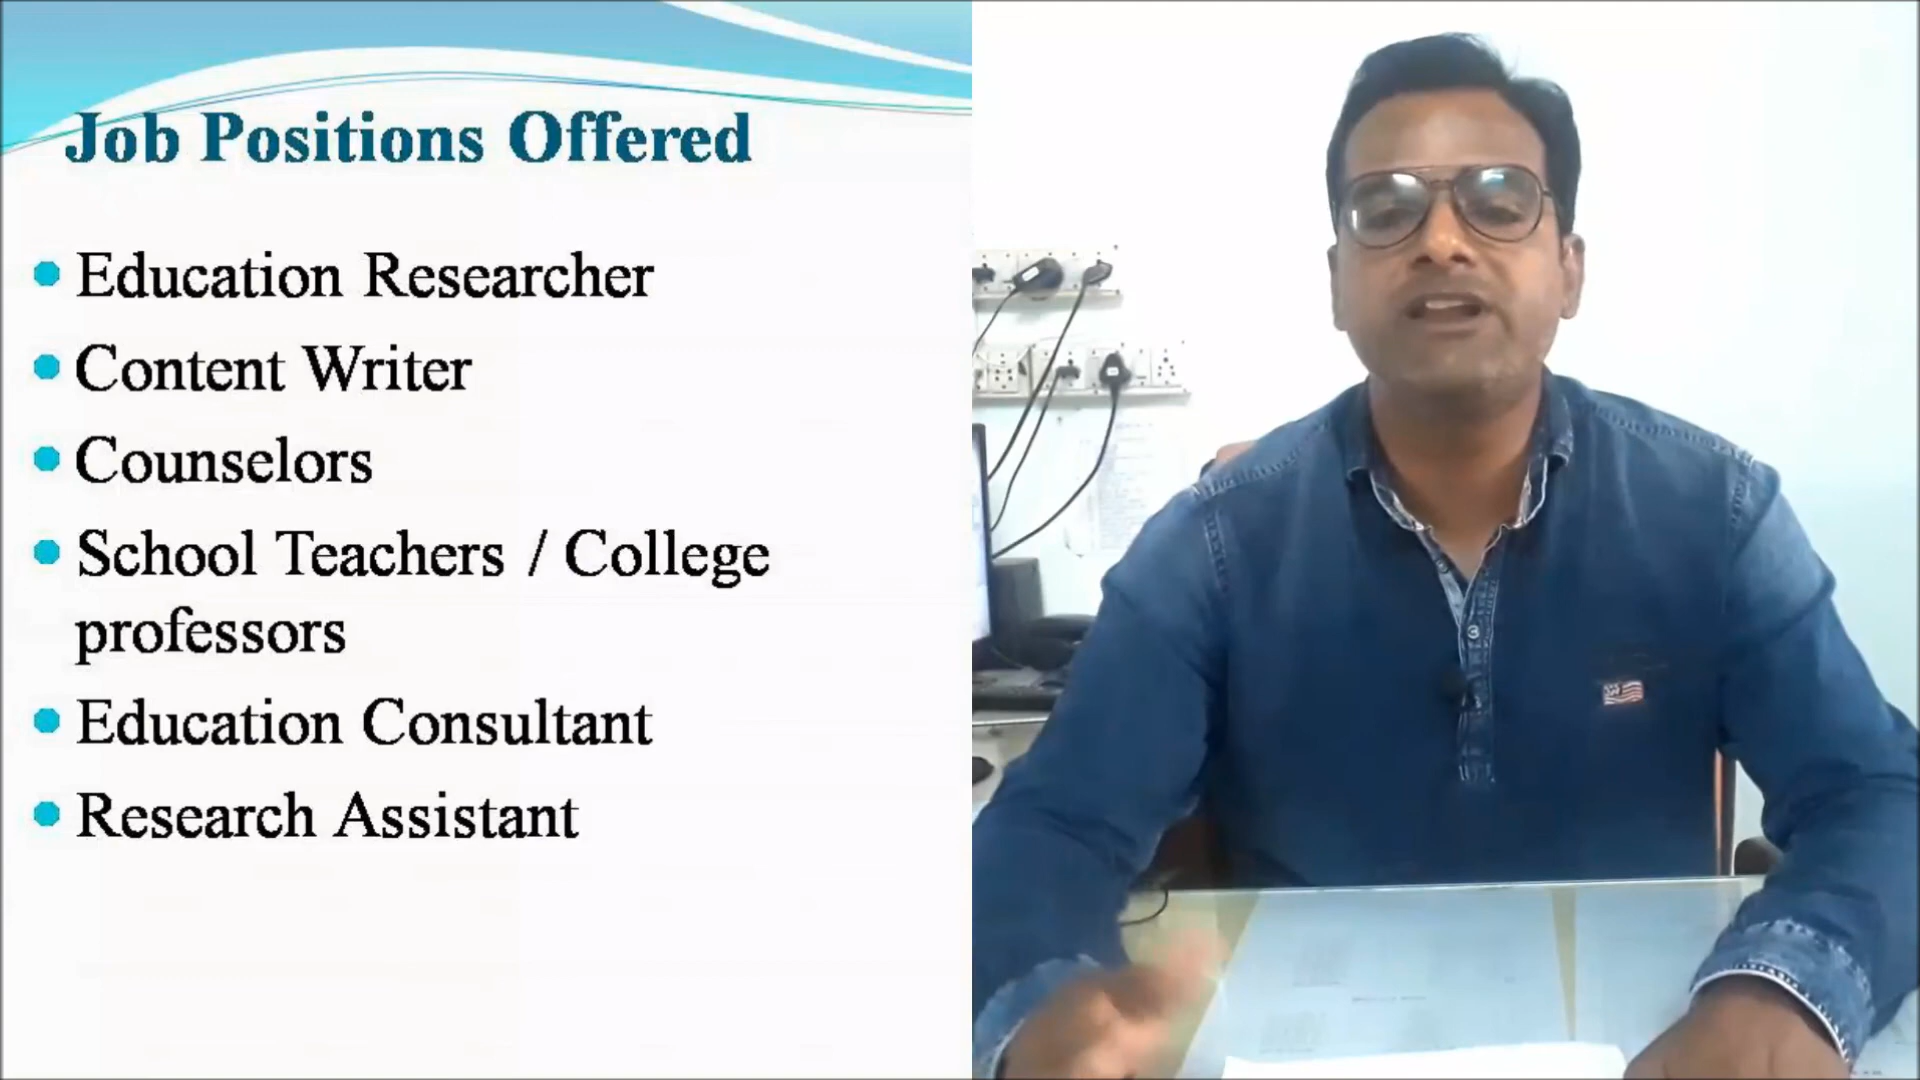 Job Positions Offered
Education Researcher
Content Writer
Counselors
School Teachers / College
professors
Education Consultant
Research Assistant